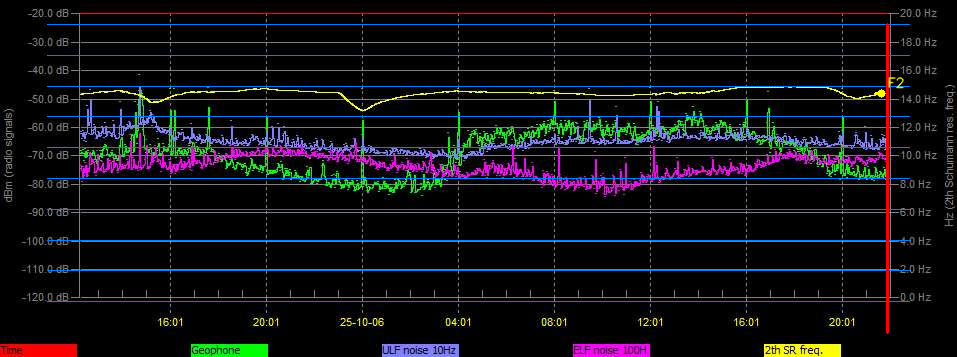 -20.0 dB 20.0 Hz
-30.0 dB 18.0 Hz
-40.0 dB 16.0 Hz
F2
-50.0 dB 14.0 Hz
-60.0 dB 12.0 Hz
-70.0 dB 10.0 Hz
-80.0 dB 8.0 Hz
-90.0 dB 6.0 Hz
-100.0 dB 4.0 Hz
-110.0 dB 2.0 Hz
-120.0 dB 0.0 Hz
dBm (radio signals)
Hz (2th Schumann res. freq.)
16:01 20:01 25-10-06 04:01 08:01 12:01 16:01 20:01
Time Geophone ULF noise 10Hz ELF noise 100H 2th SR freq.